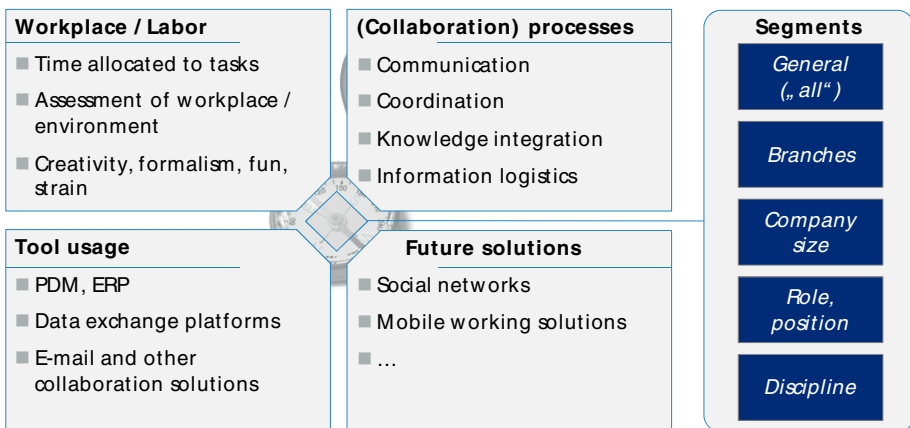 Workplace / Labor
Time allocated to tasks
Assessment of workplace /
environment
Creativity, formalism, fun,
strain
(Collaboration) processes
Communication
Coordination
Knowledge integration
Information logistics
Tool usage
PDM, ERP
Data exchange platforms
E-mail and other
collaboration solutions
Future solutions
Social networks
Mobile working solutions
...
Segments
General
(„all“)
Branches
Company
size
Role,
position
Discipline